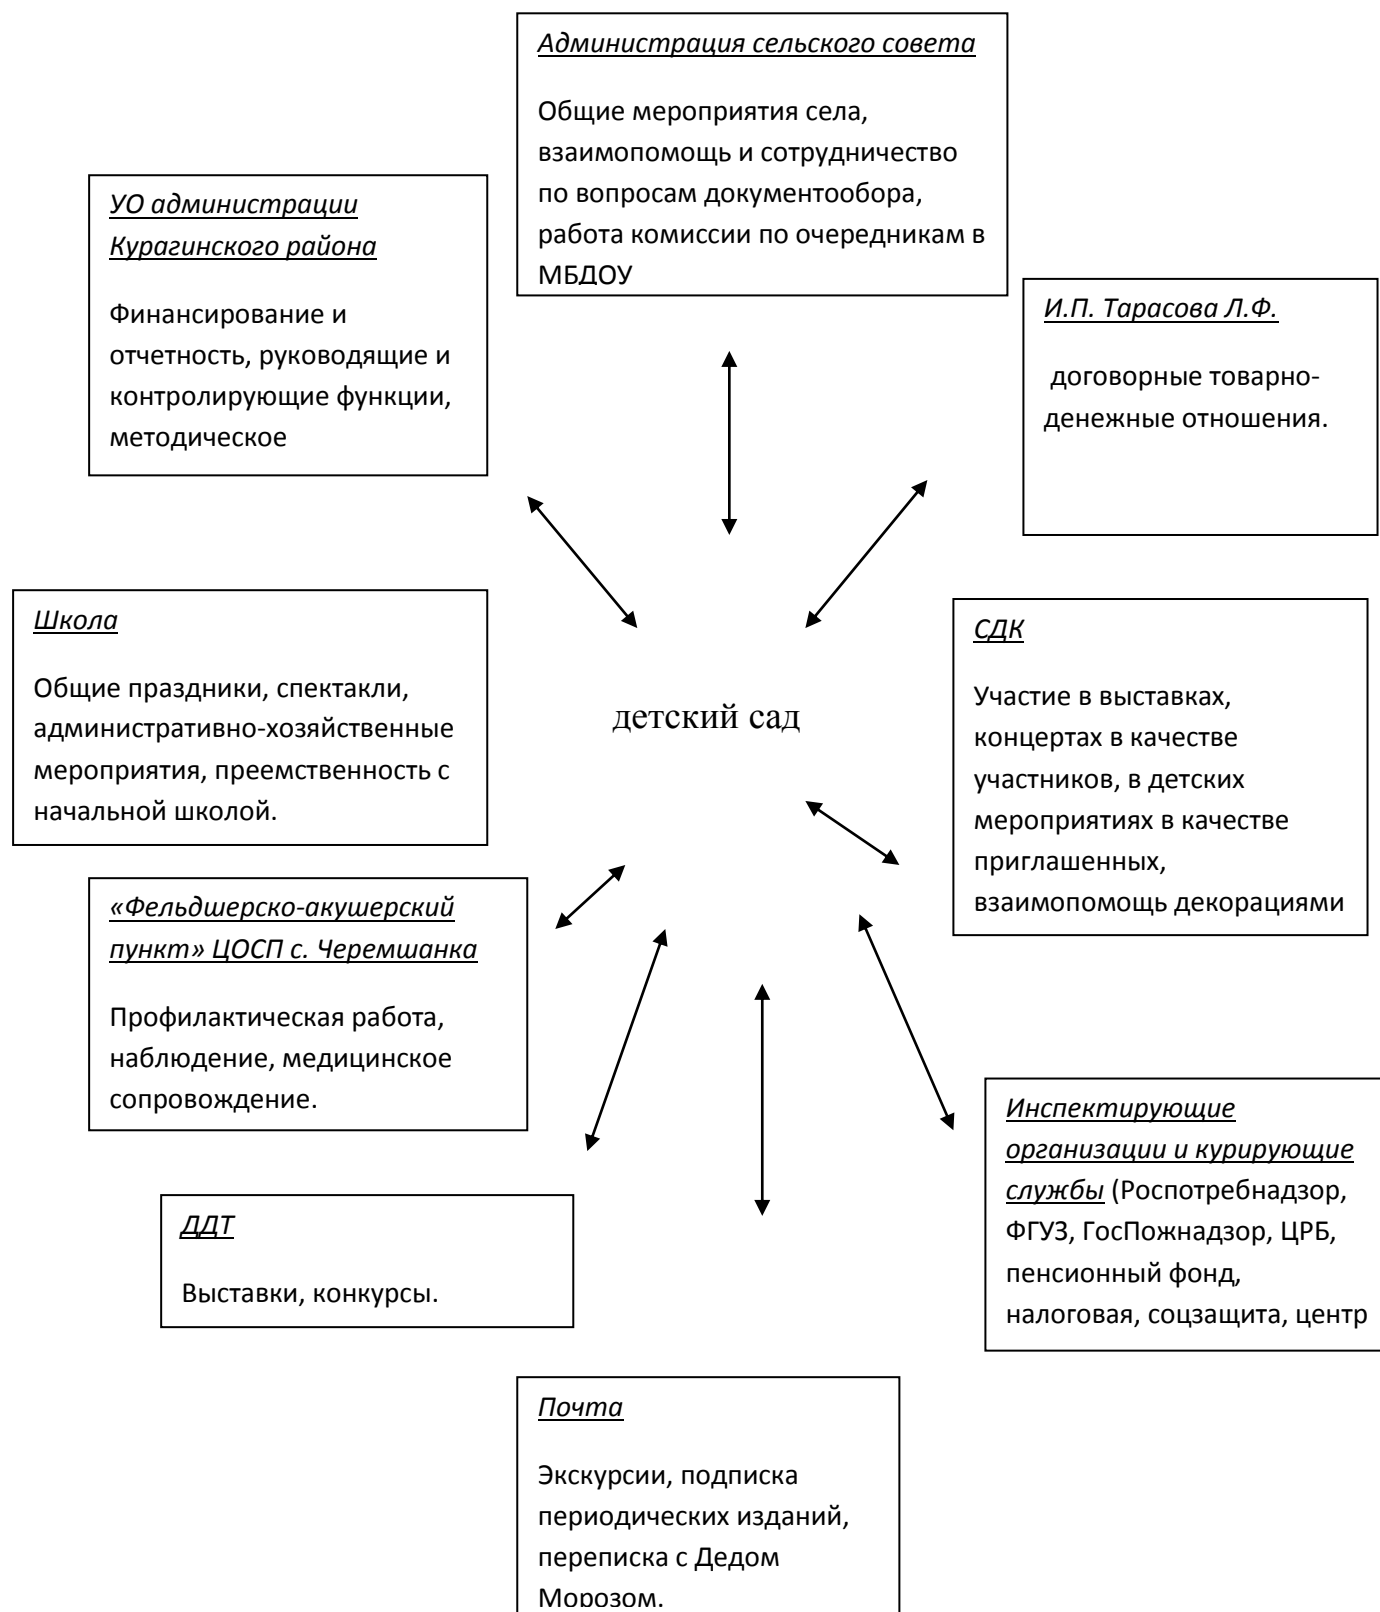 Администрация сельского совета
Общие мероприятия села,
взаимопомощь и сотрудничество
по вопросам документообора,
работа комиссии по очередникам в
МБДОУ
УО администрации
Курагинского района
Финансирование и
отчетность, руководящие и
контролирующие функции,
методическое
И.П. Тарасова Л.Ф.
договорные товарно-
денежные отношения.
Школа
Общие праздники, спектакли,
административно-хозяйственные
мероприятия, преемственность с
начальной школой.
детский сад
СДК
Участие в выставках,
концертах в качестве
участников, в детских
мероприятиях в качестве
приглашенных,
взаимопомощь декорациями
«Фельдшерско-акушерский
пункт» ЦОСП с. Черемшанка
Профилактическая работа,
наблюдение, медицинское
сопровождение.
Инспектирующие
организации и курирующие
службы (Роспотребнадзор,
ФГУЗ, ГосПожнадзор, ЦРБ,
пенсионный фонд,
налоговая, соцзащита, центр
ДДТ
Выставки, конкурсы.
Почта
Экскурсии, подписка
периодических изданий,
переписка с Дедом
Морозом.